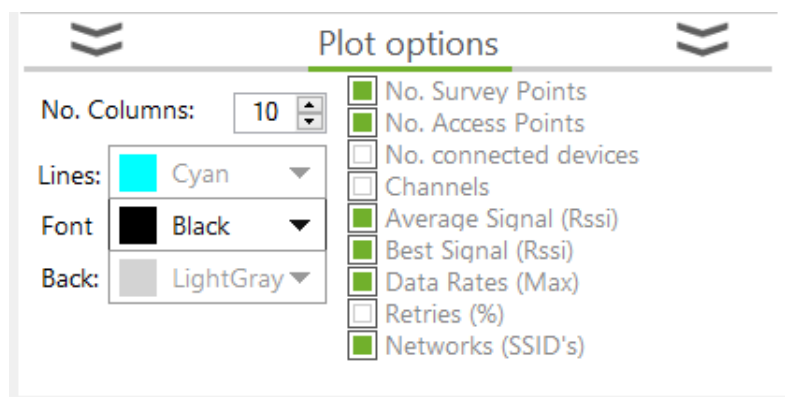 Plot options
No. Columns: 10
Lines: Cyan
Font Black
Back: LightGray
No. Survey Points
No. Access Points
No. connected devices
Channels
Average Signal (Rssi)
Best Signal (Rssi)
Data Rates (Max)
Retries (%)
Networks (SSID's)